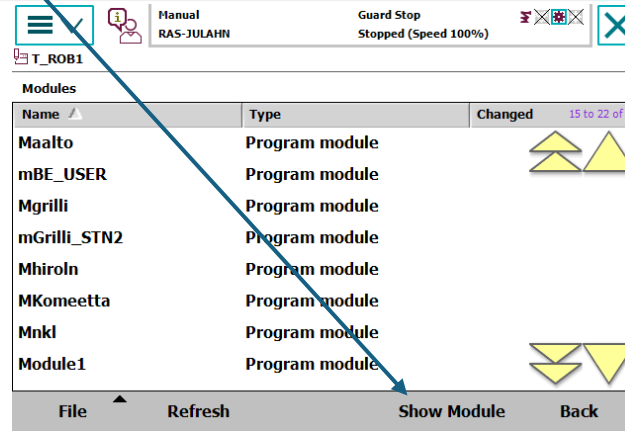 Manual Guard Stop
RAS-JULAHN Stopped (Speed 100%)
T_ROB1
Modules
Name Type Changed 15 to 22 of
Maalto Program module
mBE_USER Program module
Mgrilli Program module
mGrilli_STN2 Program module
Mhiroln Program module
MKomeetta Program module
Mnkl Program module
Module1 Program module
File Refresh Show Module Back